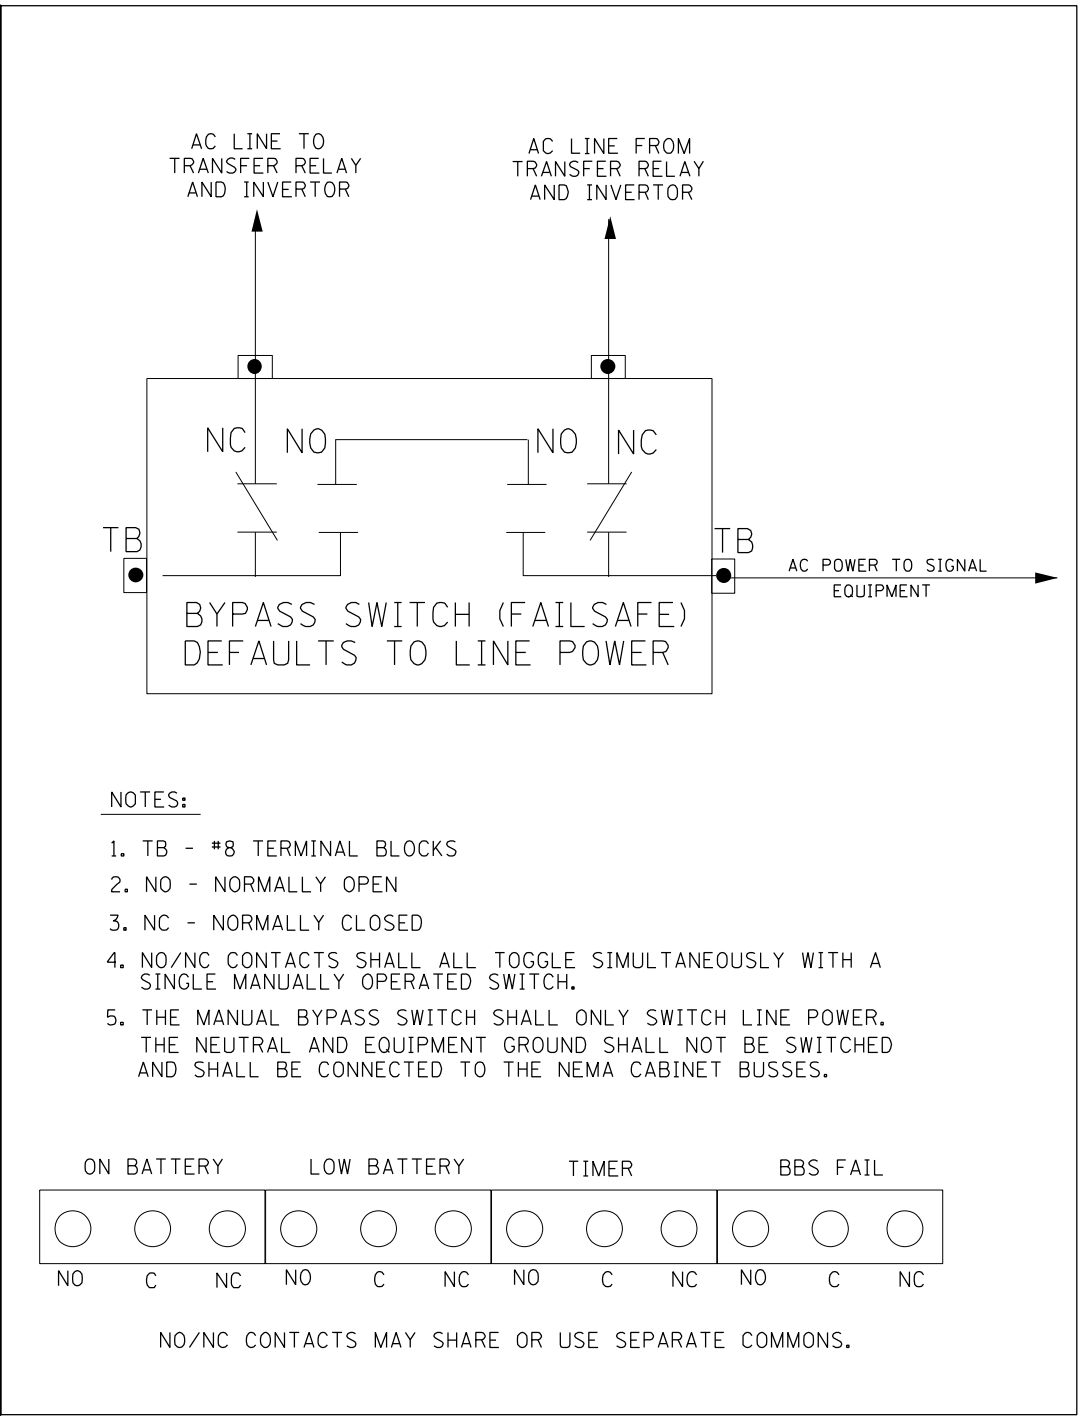 AC LINE TO
TRANSFER RELAY
AND INVERTOR
AC LINE FROM
TRANSFER RELAY
AND INVERTOR
NC NO NO NC
TB
TB
AC POWER TO SIGNAL
EQUIPMENT
BYPASS SWITCH (FAILSAFE)
DEFAULTS TO LINE POWER
NOTES:
1. TB - #8 TERMINAL BLOCKS
2. NO - NORMALLY OPEN
3. NC - NORMALLY CLOSED
4. NO/NC CONTACTS SHALL ALL TOGGLE SIMULTANEOUSLY WITH A
SINGLE MANUALLY OPERATED SWITCH.
5. THE MANUAL BYPASS SWITCH SHALL ONLY SWITCH LINE POWER.
THE NEUTRAL AND EQUIPMENT GROUND SHALL NOT BE SWITCHED
AND SHALL BE CONNECTED TO THE NEMA CABINET BUSSES.
ON BATTERY LOW BATTERY TIMER BBS FAIL
NO C NC NO C NC NO C NC NO C NC
NO/NC CONTACTS MAY SHARE OR USE SEPARATE COMMONS.